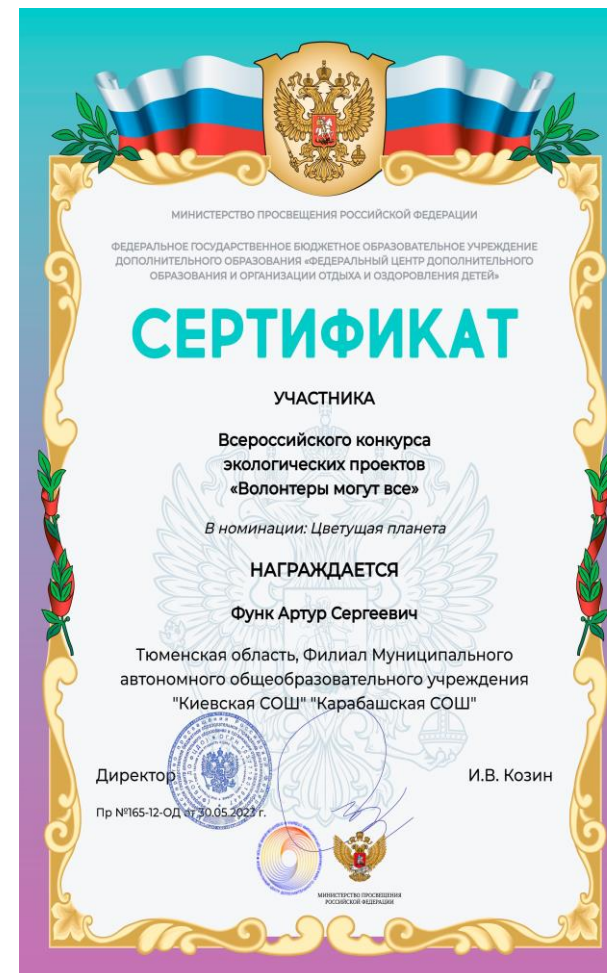 МИНИСТЕРСТВО ПРОСВЕЩЕНИЯ РОССИЙСКОЙ ФЕДЕРАЦИИ
ФЕДЕРАЛЬНОЕ ГОСУДАРСТВЕННОЕ БЮДЖЕТНОЕ ОБРАЗОВАТЕЛЬНОЕ УЧРЕЖДЕНИЕ
ДОПОЛНИТЕЛЬНОГО ОБРАЗОВАНИЯ «ФЕДЕРАЛЬНЫЙ ЦЕНТР ДОПОЛНИТЕЛЬНОГО
ОБРАЗОВАНИЯ И ОРГАНИЗАЦИИ ОТДЫХА И ОЗДОРОВЛЕНИЯ ДЕТЕЙ»
СЕРТИФИКАТ
УЧАСТНИКА
Всероссийского конкурса
экологических проектов
«Волонтеры могут все»
В номинации: Цветущая планета
НАГРАЖДАЕТСЯ
Функ Артур Сергеевич
Тюменская область, Филиал Муниципального
автономного общеобразовательного учреждения
"Киевская СОШ" "Карабашская СОШ"
Директор
И.В. Козин
Пр №165-12-ОД от 30.05.2023 г.
МИНИСТЕРСТВО ПРОСВЕЩЕНИЯ
РОССИЙСКОЙ ФЕДЕРАЦИИ